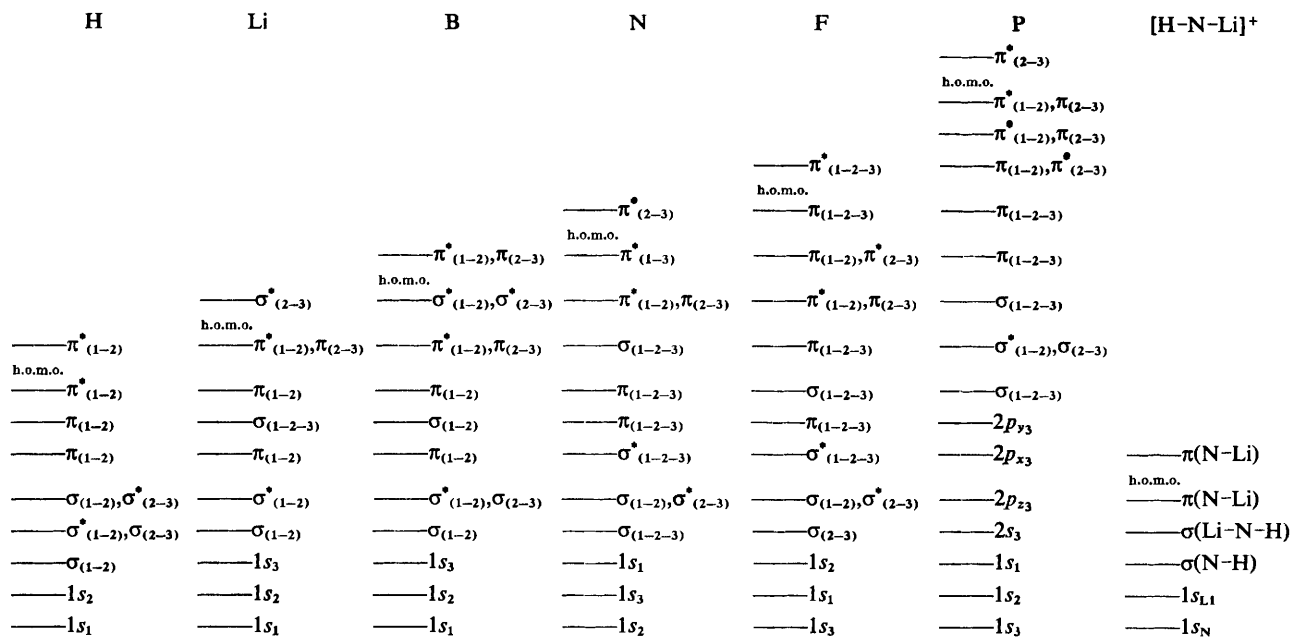 H Li B N F P [H-N-Li]⁺
π*(2-3)
h.o.m.o.
π*(1-2),π(2-3)
π*(1-2),π(2-3)
π*(1-2-3) π(1-2),π*(2-3)
h.o.m.o.
π*(2-3) π(1-2-3) π(1-2-3)
h.o.m.o.
π*(1-2),π(2-3) π*(1-3) π(1-2),π*(2-3) π(1-2-3)
h.o.m.o.
σ*(2-3) σ*(1-2),σ*(2-3) π*(1-2),π(2-3) π*(1-2),π(2-3) σ(1-2-3)
h.o.m.o.
π*(1-2) π*(1-2),π(2-3) π*(1-2),π(2-3) σ(1-2-3) π(1-2-3) σ*(1-2),σ(2-3)
h.o.m.o.
π*(1-2) π(1-2) π(1-2) π(1-2-3) σ(1-2-3) σ(1-2-3)
π(1-2) σ(1-2-3) σ(1-2) π(1-2-3) π(1-2-3) 2py3
π(1-2) π(1-2) π(1-2) σ*(1-2-3) σ*(1-2-3) 2px3 π(N-Li)
h.o.m.o.
σ(1-2),σ*(2-3) σ*(1-2) σ*(1-2),σ(2-3) σ(1-2),σ*(2-3) σ(1-2),σ*(2-3) 2pz3 π(N-Li)
σ*(1-2),σ(2-3) σ(1-2) σ(1-2) σ(1-2-3) σ(2-3) 2s3 σ(Li-N-H)
σ(1-2) 1s3 1s3 1s1 1s2 1s1 σ(N-H)
1s2 1s2 1s2 1s3 1s1 1s2 1sLi
1s1 1s1 1s1 1s2 1s3 1s3 1sN